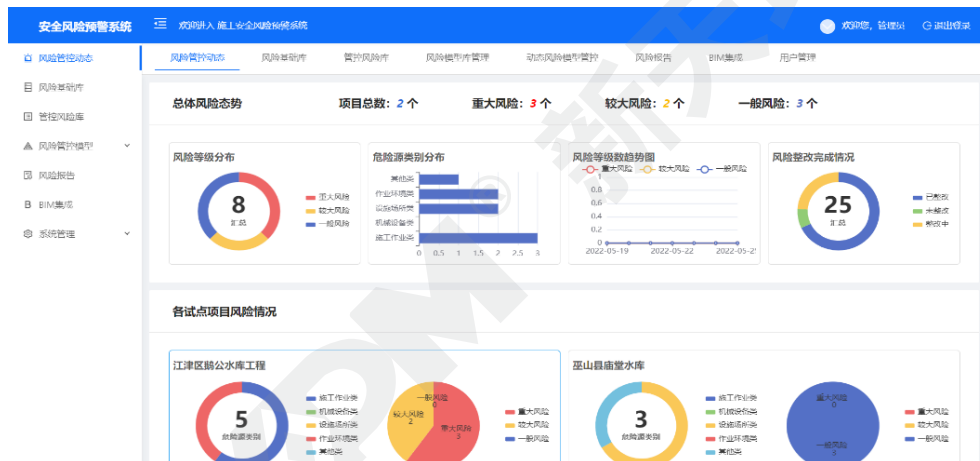 安全风险预警系统 欢迎进入 施工安全风险预警系统 欢迎您，管理员 退出登录
风险管控动态
风险基础库
管控风险库
风险管控模型
风险报告
BIM集成
系统管理
风险管控动态 风险基础库 管控风险库 风险模型库管理 动态风险模型管控 风险报告 BIM集成 用户管理
总体风险态势 项目总数：2 个 重大风险：3 个 较大风险：2 个 一般风险：3 个
风险等级分布
8
汇总
重大风险
较大风险
一般风险
危险源类别分布
其他类
作业环境类
设施场所类
机械设备类
施工作业类
0 0.5 1 1.5 2 2.5 3
风险等级数趋势图
重大风险 较大风险 一般风险
1
0.8
0.6
0.4
0.2
0
2022-05-19 2022-05-22 2022-05-2
风险整改完成情况
25
汇总
已整改
未整改
整改中
各试点项目风险情况
江津区鹅公水库工程
5
危险源类别
施工作业类
机械设备类
设施场所类
作业环境类
其他类
一般风险
0
较大风险
2
重大风险
3
重大风险
较大风险
一般风险
巫山县庙堂水库
3
危险源类别
施工作业类
机械设备类
设施场所类
作业环境类
其他类
重大风险
0
一般风险
3
重大风险
较大风险
一般风险